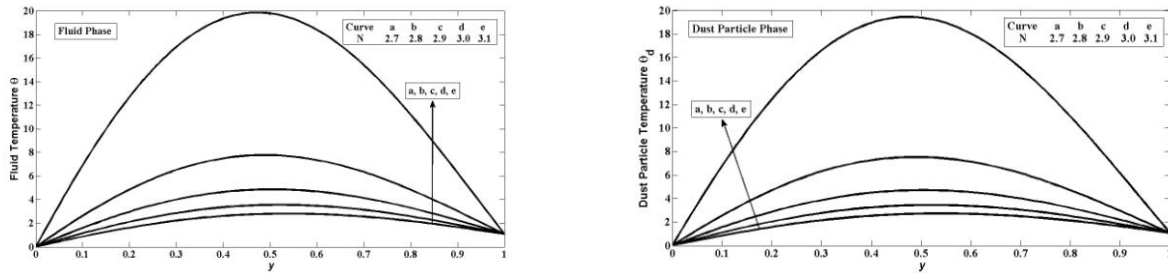 Fluid Phase
Curve a b c d e
N 2.7 2.8 2.9 3.0 3.1
a, b, c, d, e
Fluid Temperature θ
20
18
16
14
12
10
8
6
4
2
0
0 0.1 0.2 0.3 0.4 0.5 0.6 0.7 0.8 0.9 1
y
Dust Particle Phase
Curve a b c d e
N 2.7 2.8 2.9 3.0 3.1
a, b, c, d, e
Dust Particle Temperature θd
20
18
16
14
12
10
8
6
4
2
0
0 0.1 0.2 0.3 0.4 0.5 0.6 0.7 0.8 0.9 1
y